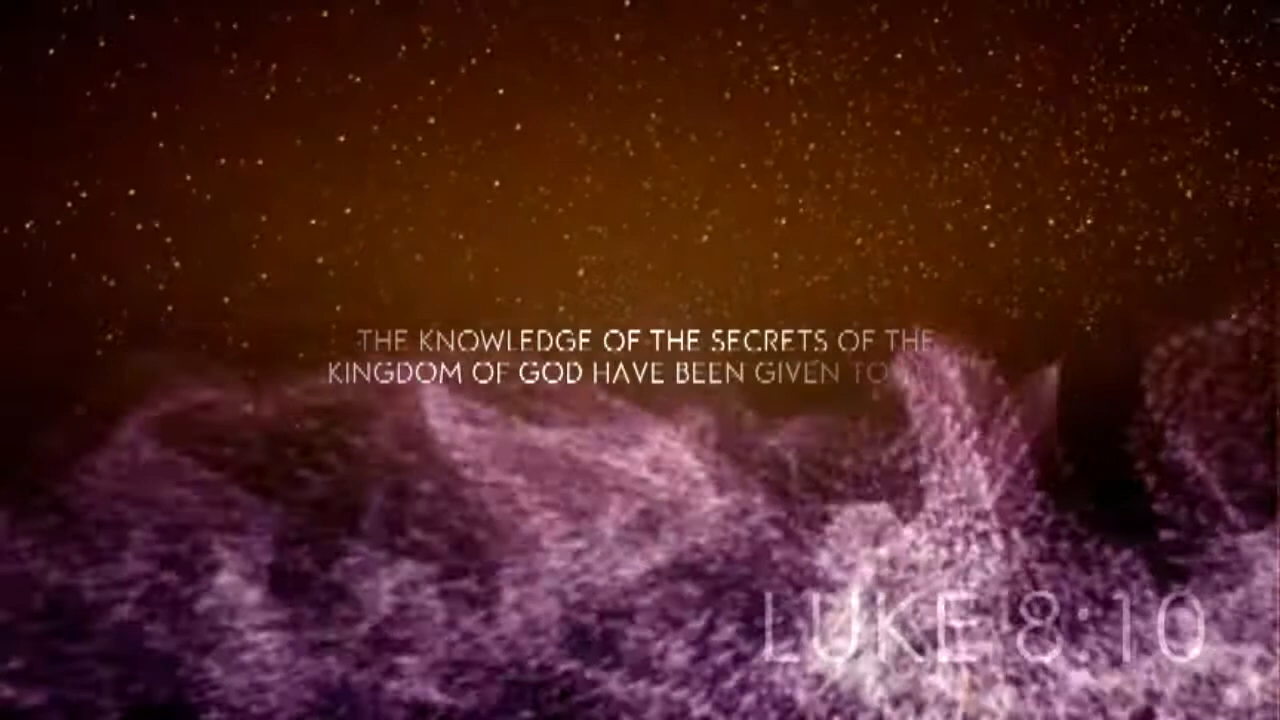 THE KNOWLEDGE OF THE SECRETS OF THE
KINGDOM OF GOD HAVE BEEN GIVEN TO
LUKE 8:10